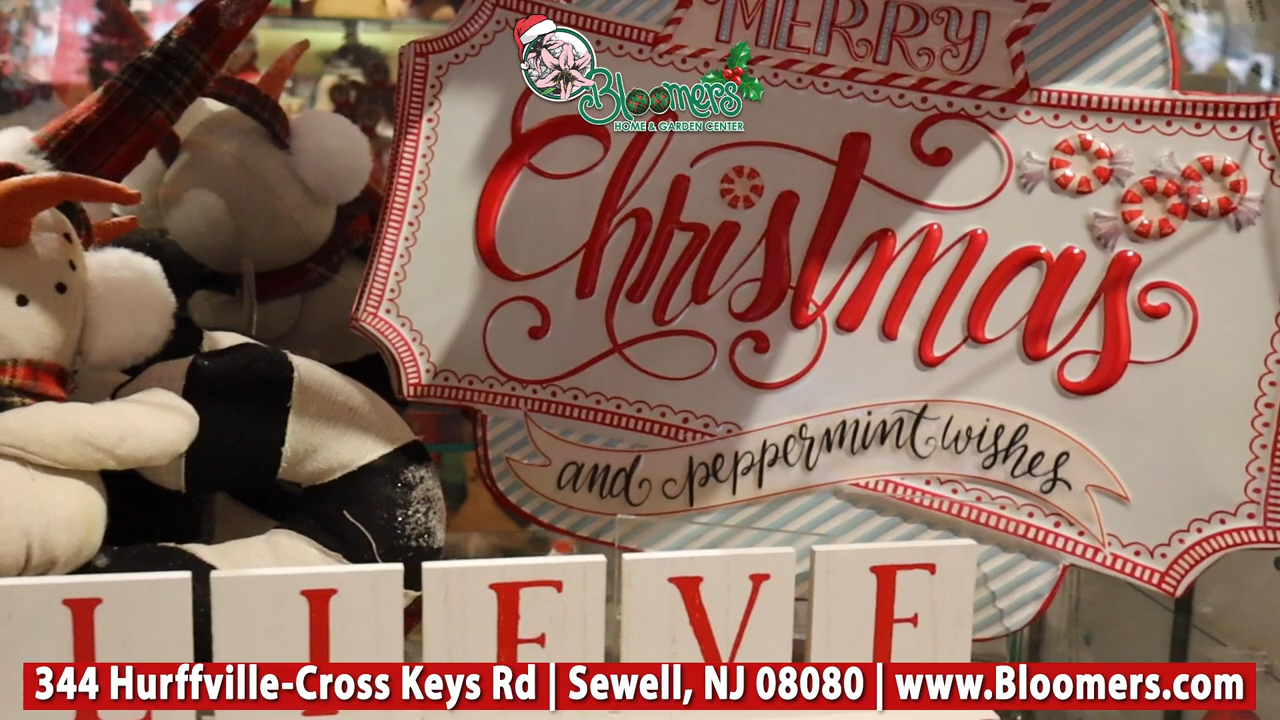 MERRY
Bloomers
HOME & GARDEN CENTER
Christmas
and peppermint wishes
L I E V E
344 Hurffville-Cross Keys Rd | Sewell, NJ 08080 | www.Bloomers.com